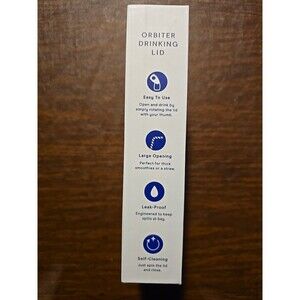 ORBITER
DRINKING
LID
Easy To Use
Open and drink by
simply rotating the lid
with your thumb.
Large Opening
Perfect for thick
smoothies or a straw.
Leak-Proof
Engineered to keep
spills at bay.
Self-Cleaning
Just spin the lid
and rinse.